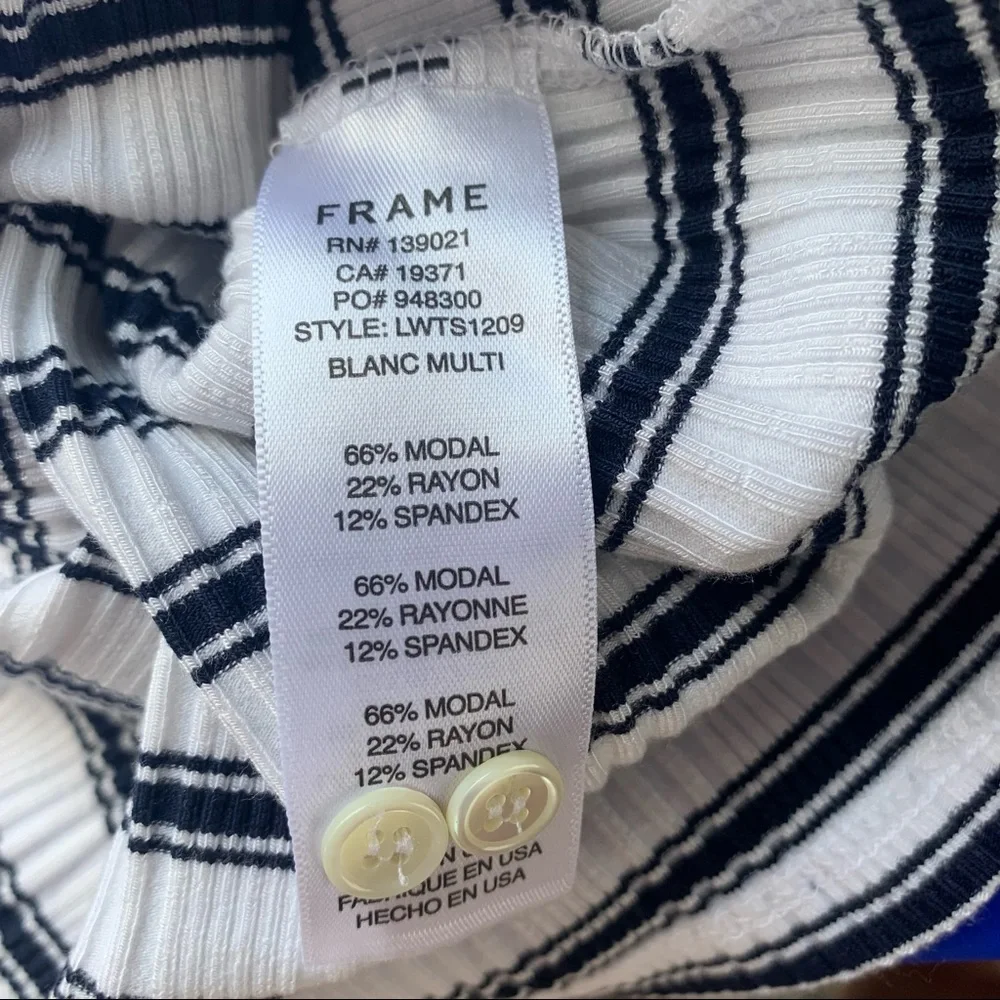 FRAME
RN# 139021
CA# 19371
PO# 948300
STYLE: LWTS1209
BLANC MULTI
66% MODAL
22% RAYON
12% SPANDEX
66% MODAL
22% RAYONNE
12% SPANDEX
66% MODAL
22% RAYON
12% SPANDEX
EN USA
HECHO EN USA